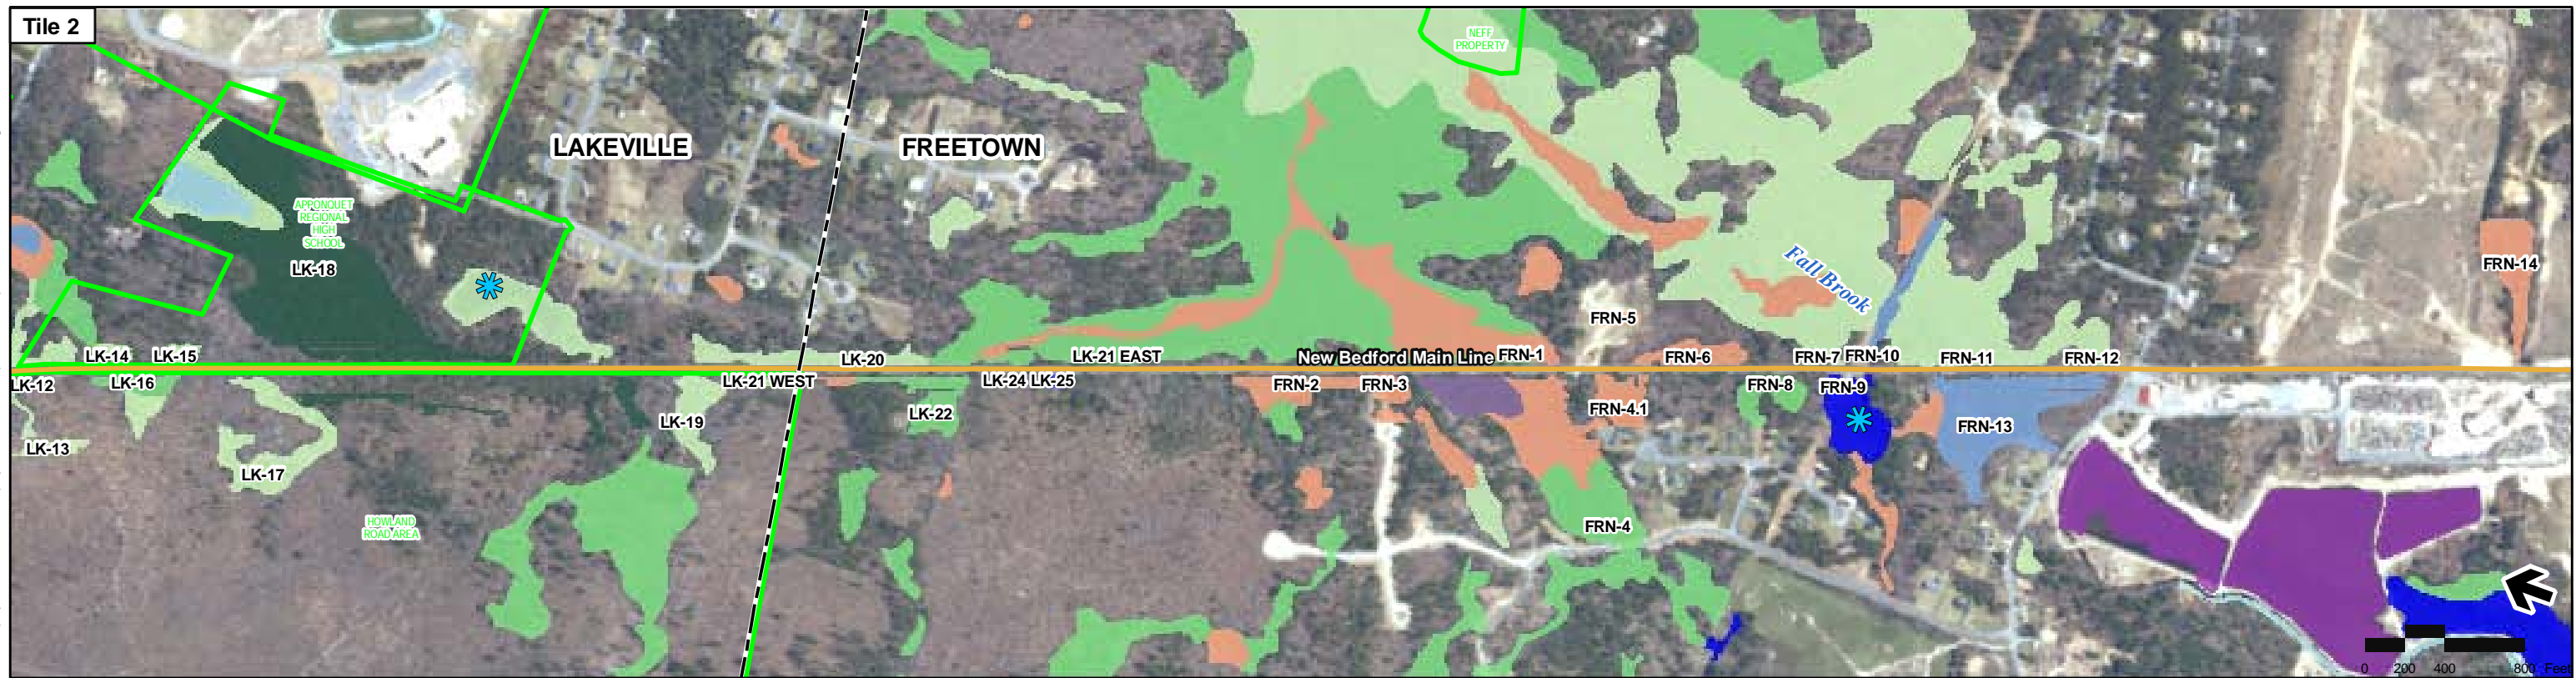 Tile 2
NEFF
PROPERTY
LAKEVILLE
FREETOWN
APPONQUET
REGIONAL
HIGH
SCHOOL
LK-18
Fall Brook
FRN-14
FRN-5
LK-14
LK-15
LK-20
LK-21 EAST
New Bedford Main Line
FRN-1
FRN-6
FRN-7
FRN-10
FRN-11
FRN-12
LK-12
LK-16
LK-21 WEST
LK-24
LK-25
FRN-2
FRN-3
FRN-8
FRN-9
LK-22
FRN-4.1
LK-19
FRN-13
LK-13
LK-17
HOWLAND
ROAD AREA
FRN-4
0 200 400 800 Feet